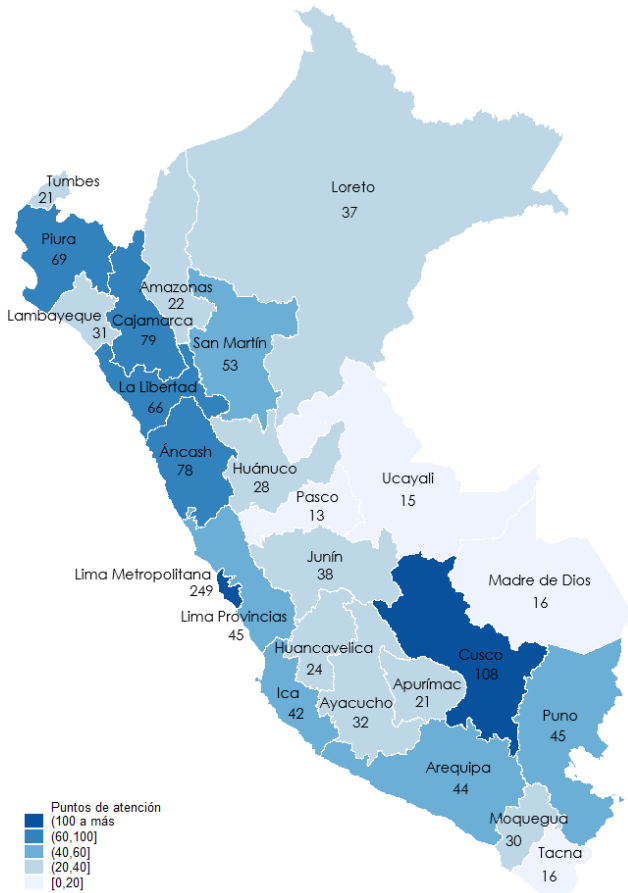 Tumbes
21
Loreto
37
Piura
69
Amazonas
22
Lambayeque
31
Cajamarca
79
San Martín
53
La Libertad
66
Áncash
78
Huánuco
28
Ucayali
15
Pasco
13
Junín
38
Lima Metropolitana
249
Madre de Dios
16
Lima Provincias
45
Huancavelica
24
Cusco
108
Ica
42
Ayacucho
32
Apurímac
21
Puno
45
Arequipa
44
Moquegua
30
Tacna
16
Puntos de atención
(100 a más
(60,100]
(40,60]
(20,40]
[0,20]